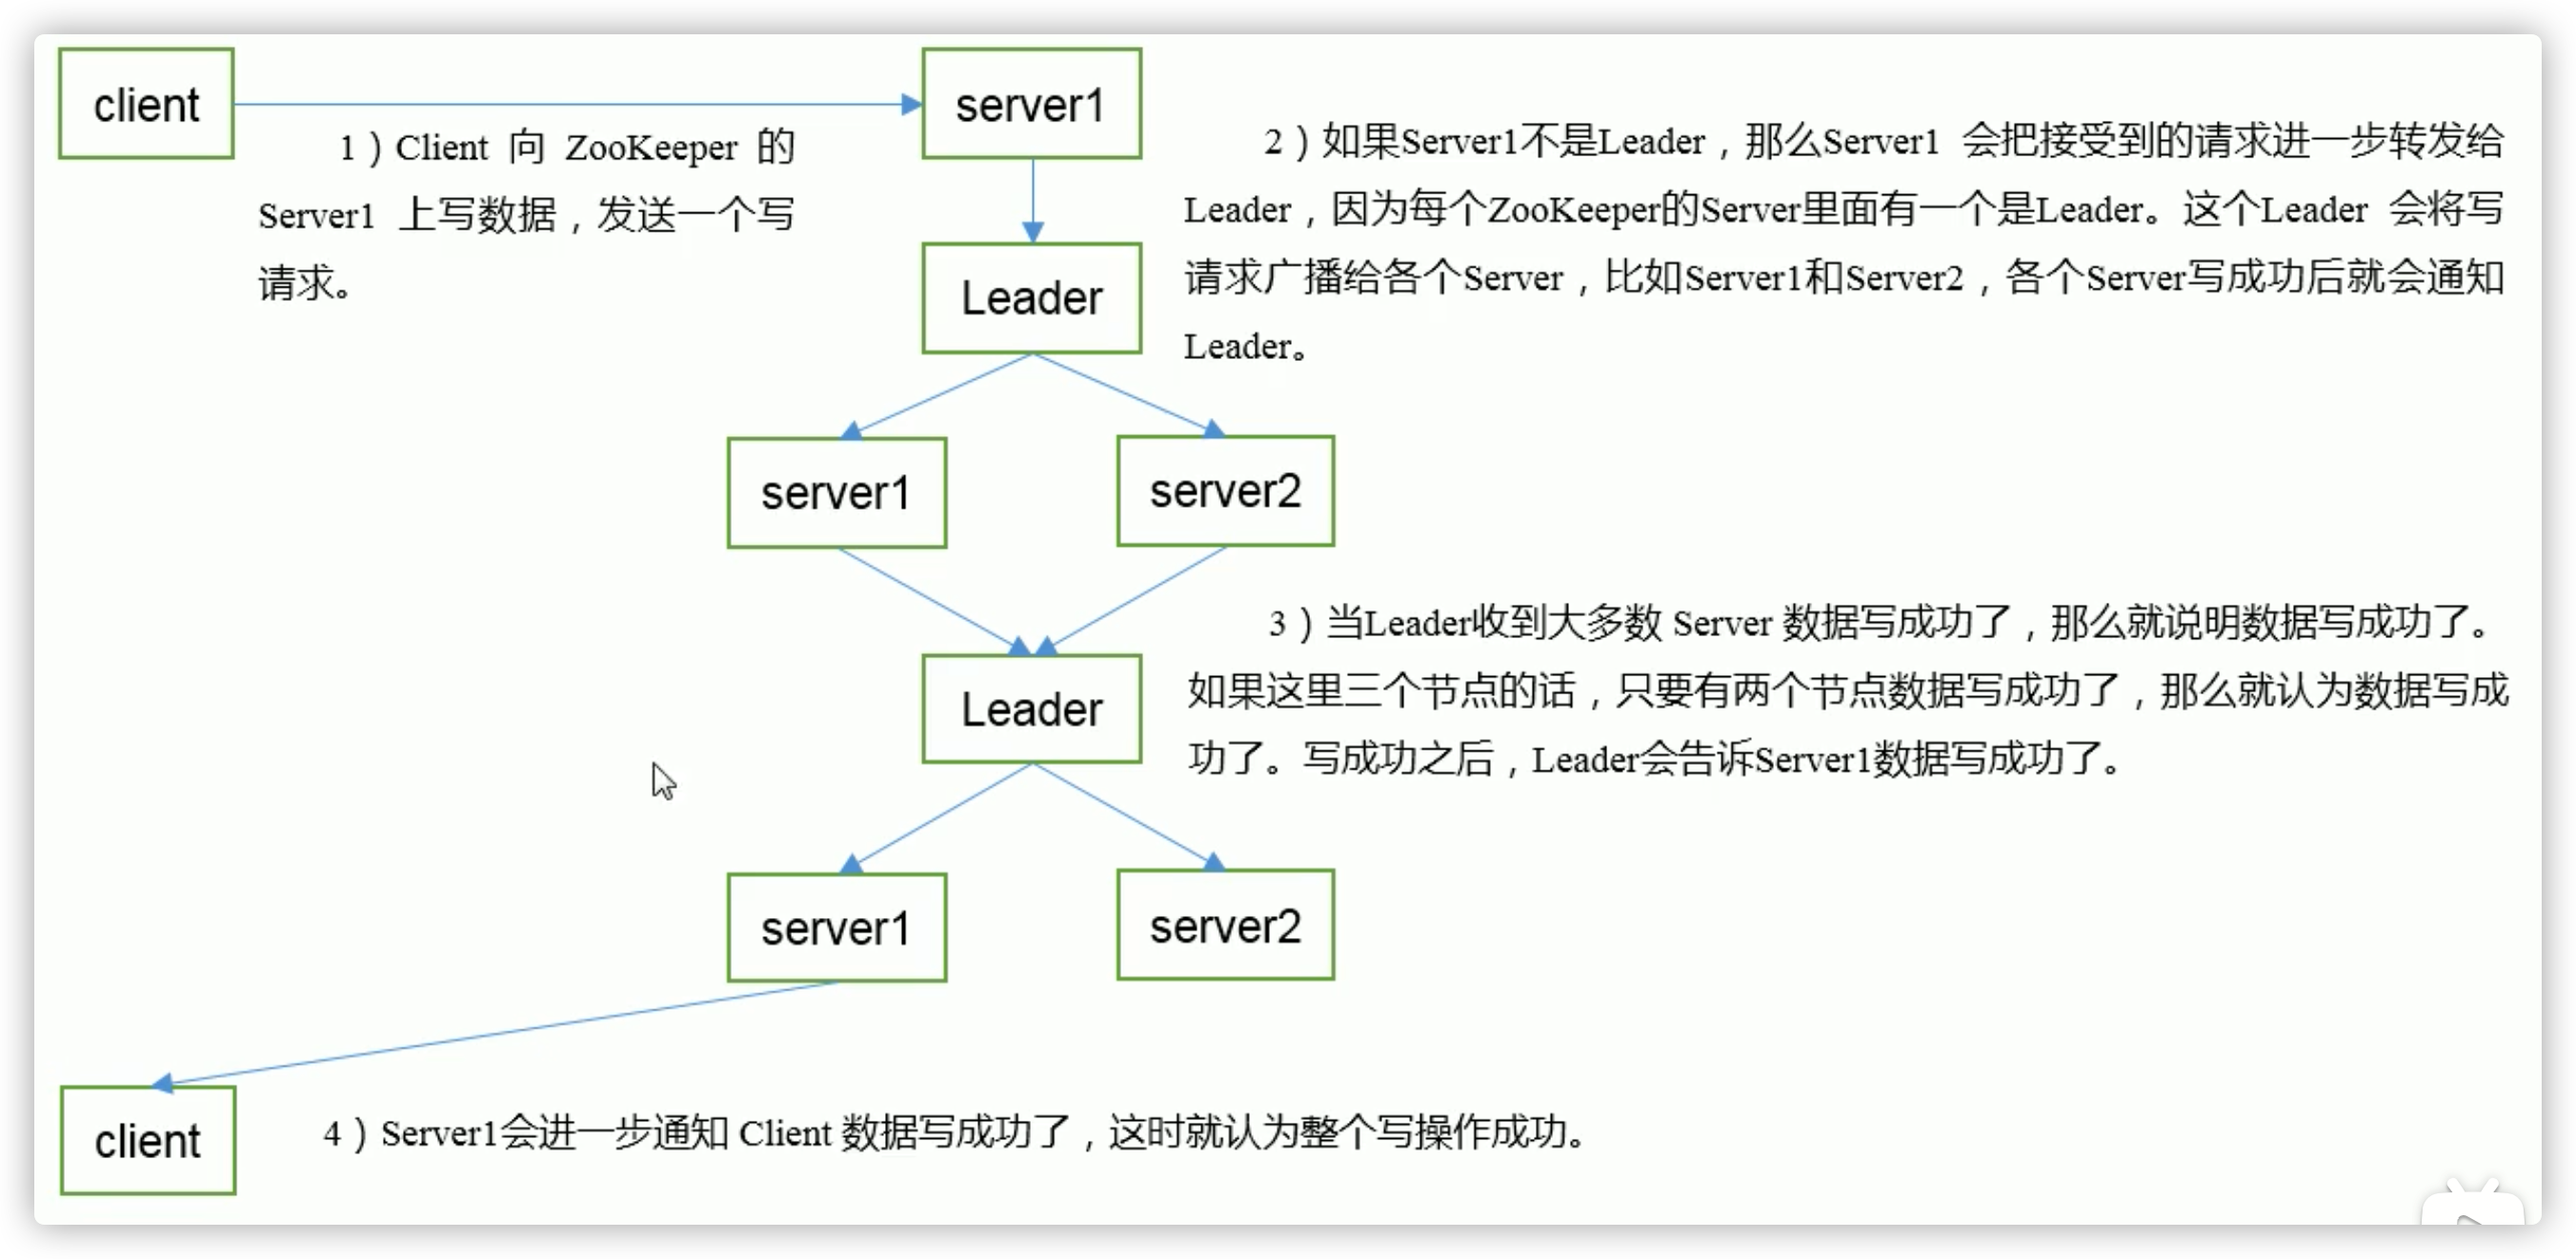 client
server1
1）Client 向 ZooKeeper 的
Server1 上写数据，发送一个写
请求。
2）如果Server1不是Leader，那么Server1 会把接受到的请求进一步转发给
Leader，因为每个ZooKeeper的Server里面有一个是Leader。这个Leader 会将写
请求广播给各个Server，比如Server1和Server2，各个Server写成功后就会通知
Leader。
Leader
server1
server2
3）当Leader收到大多数 Server 数据写成功了，那么就说明数据写成功了。
如果这里三个节点的话，只要有两个节点数据写成功了，那么就认为数据写成
功了。写成功之后，Leader会告诉Server1数据写成功了。
Leader
server1
server2
client
4）Server1会进一步通知 Client 数据写成功了，这时就认为整个写操作成功。